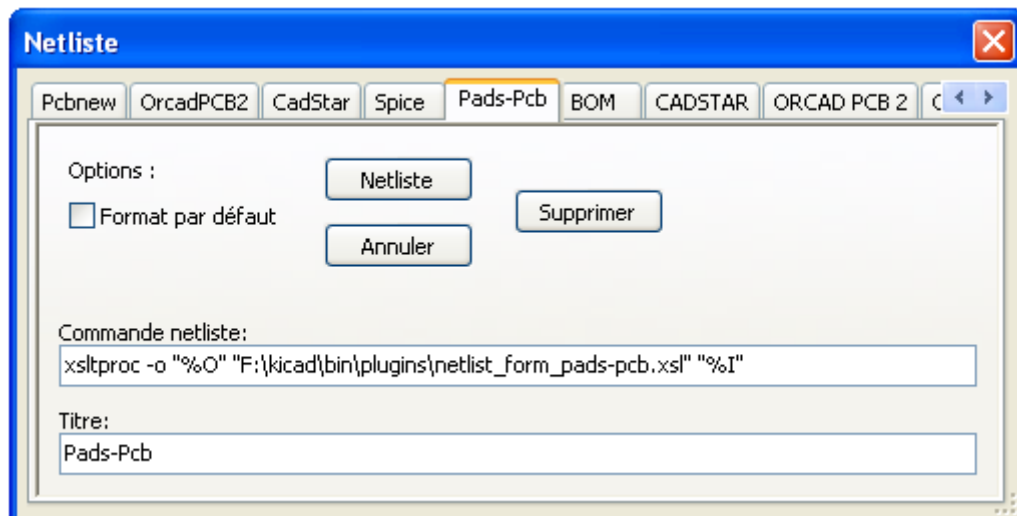 Netliste
Pcbnew OrcadPCB2 CadStar Spice Pads-Pcb BOM CADSTAR ORCAD PCB 2
Options :
Netliste
Format par défaut
Supprimer
Annuler
Commande netliste:
xsltproc -o "%O" "F:\kicad\bin\plugins\netlist_form_pads-pcb.xsl" "%I"
Titre:
Pads-Pcb